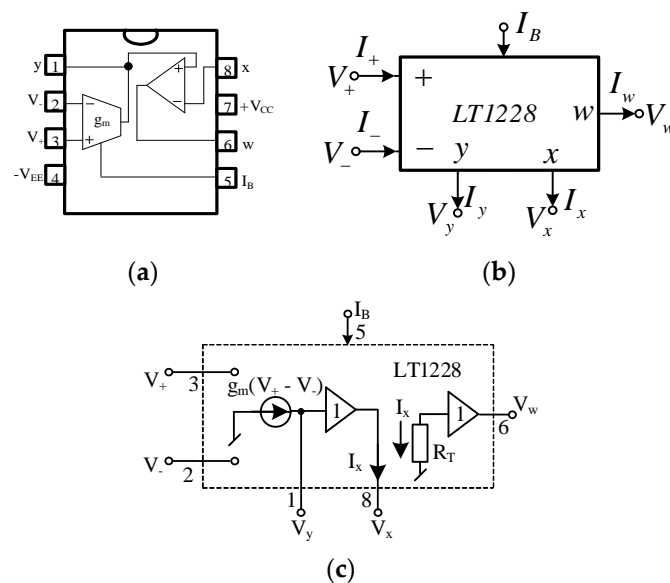 y 1
V- 2
V+ 3
-VEE 4
gm
− +
+ −
8 x
7 +VCC
6 w
5 IB
(a)
IB
I+
V+
+
LT1228
w
Iw
Vw
I-
V-
−
y
x
Iy
Vy
Ix
Vx
(b)
IB
5
LT1228
V+
3
gm(V+ - V-)
1
Ix
1
Vw
6
RT
V-
2
Ix
1
8
Vy
Vx
(c)